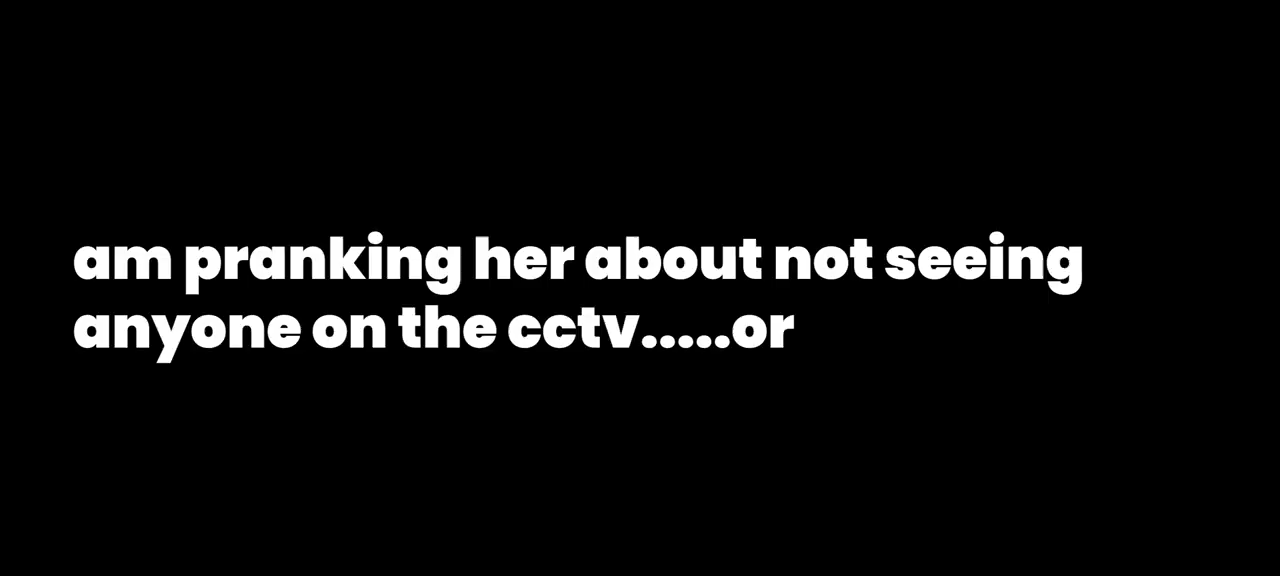 am pranking her about not seeing
anyone on the cctv.....or